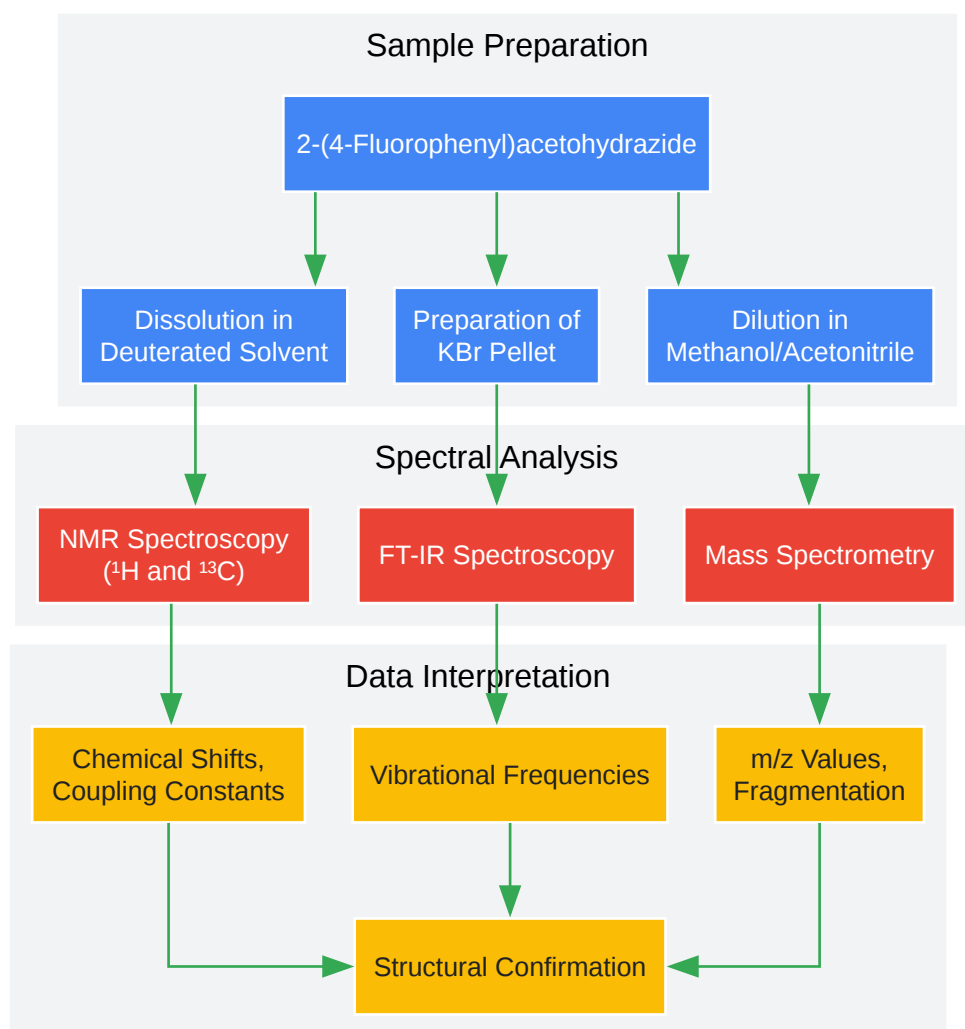 Sample Preparation
2-(4-Fluorophenyl)acetohydrazide
Dissolution in
Deuterated Solvent
Preparation of
KBr Pellet
Dilution in
Methanol/Acetonitrile
Spectral Analysis
NMR Spectroscopy
(¹H and ¹³C)
FT-IR Spectroscopy
Mass Spectrometry
Data Interpretation
Chemical Shifts,
Coupling Constants
Vibrational Frequencies
m/z Values,
Fragmentation
Structural Confirmation